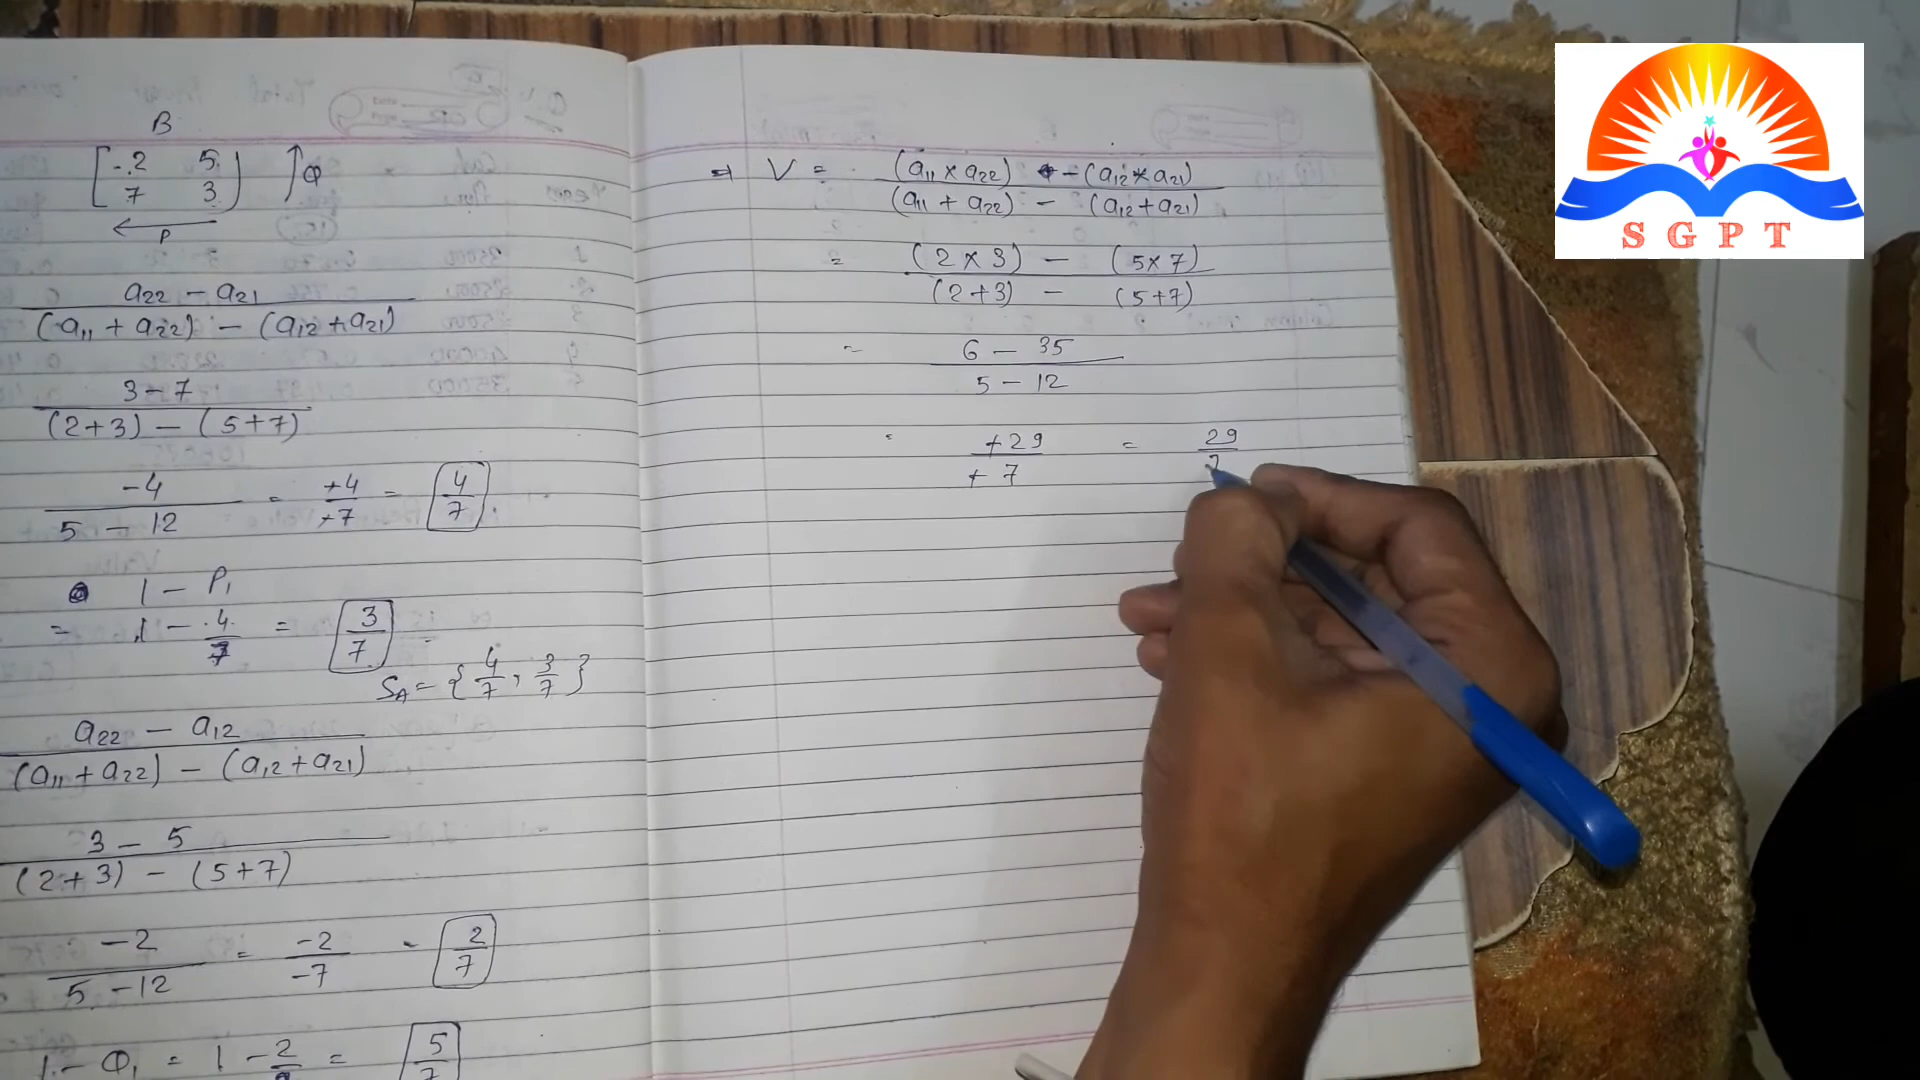 B
[-2 5
7 3] ↑Q
← P
a22 - a21
(a11 + a22) - (a12 + a21)
3 - 7
(2+3) - (5+7)
-4 / 5 - 12 = +4 / +7 = 4/7
1 - P1
= 1 - 4/7 = 3/7
SA = {4/7, 3/7}
a22 - a12
(a11 + a22) - (a12 + a21)
3 - 5
(2+3) - (5+7)
-2 / 5 - 12 = -2 / -7 - 2/7
1 - Q1 = 1 - 2 = 5/7
⇒ V = (a11 × a22) - (a12 × a21)
(a11 + a22) - (a12 + a21)
= (2 × 3) - (5 × 7)
(2+3) - (5+7)
= 6 - 35
5 - 12
= +29 / +7 = 29/7
SGPT